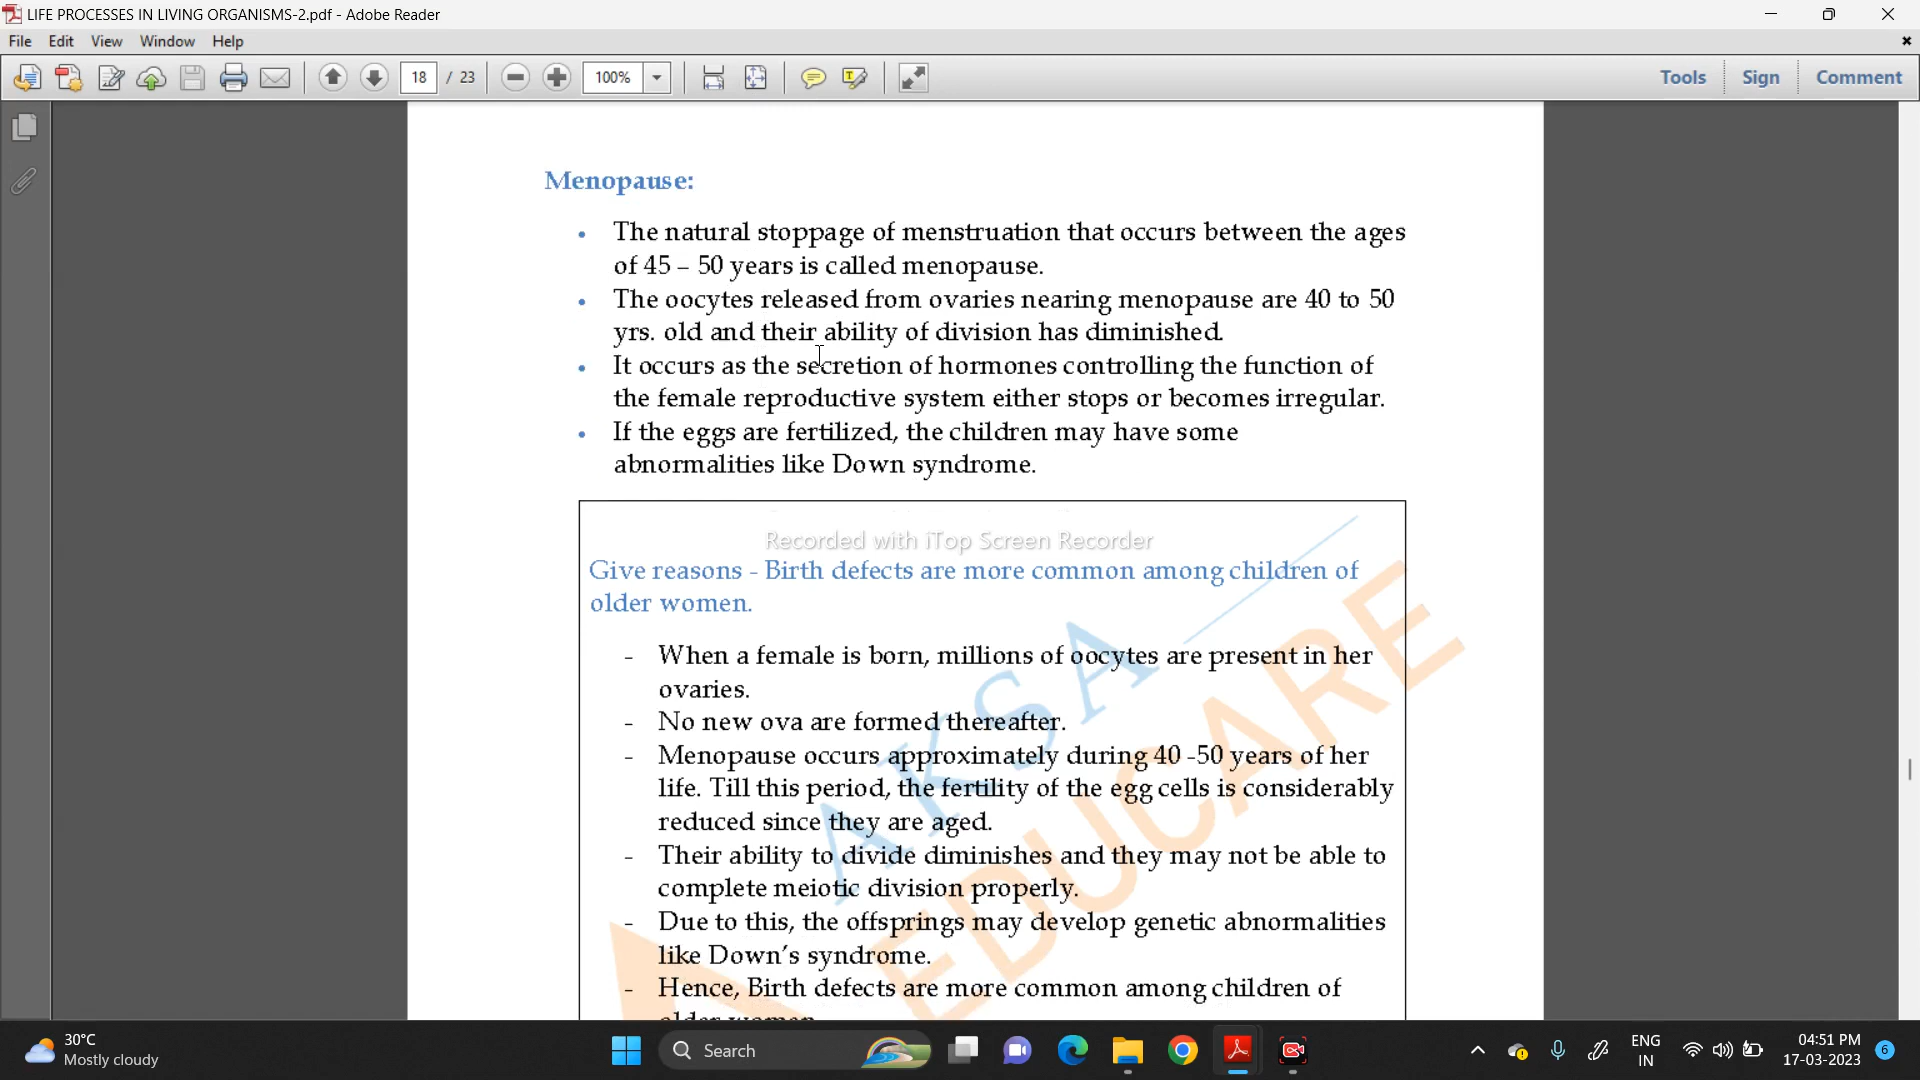 LIFE PROCESSES IN LIVING ORGANISMS-2.pdf - Adobe Reader
File Edit View Window Help
18 / 23 100% Tools Sign Comment
Menopause:
• The natural stoppage of menstruation that occurs between the ages
of 45 – 50 years is called menopause.
• The oocytes released from ovaries nearing menopause are 40 to 50
yrs. old and their ability of division has diminished.
• It occurs as the secretion of hormones controlling the function of
the female reproductive system either stops or becomes irregular.
• If the eggs are fertilized, the children may have some
abnormalities like Down syndrome.
Recorded with iTop Screen Recorder
Give reasons - Birth defects are more common among children of
older women.
- When a female is born, millions of oocytes are present in her
ovaries.
- No new ova are formed thereafter.
- Menopause occurs approximately during 40 -50 years of her
life. Till this period, the fertility of the egg cells is considerably
reduced since they are aged.
- Their ability to divide diminishes and they may not be able to
complete meiotic division properly.
- Due to this, the offsprings may develop genetic abnormalities
like Down's syndrome.
- Hence, Birth defects are more common among children of
older women.
AKSA
EDUCARE
30°C
Mostly cloudy
Search
ENG
IN
04:51 PM
17-03-2023
6